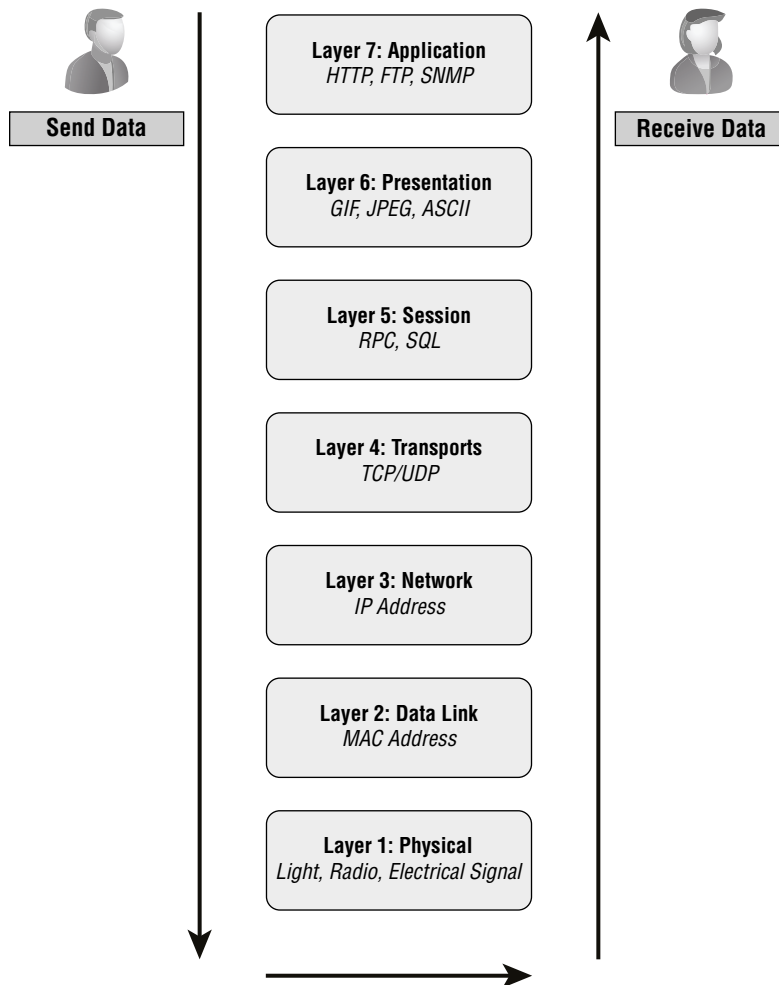 Send Data
Receive Data
Layer 7: Application
HTTP, FTP, SNMP
Layer 6: Presentation
GIF, JPEG, ASCII
Layer 5: Session
RPC, SQL
Layer 4: Transports
TCP/UDP
Layer 3: Network
IP Address
Layer 2: Data Link
MAC Address
Layer 1: Physical
Light, Radio, Electrical Signal